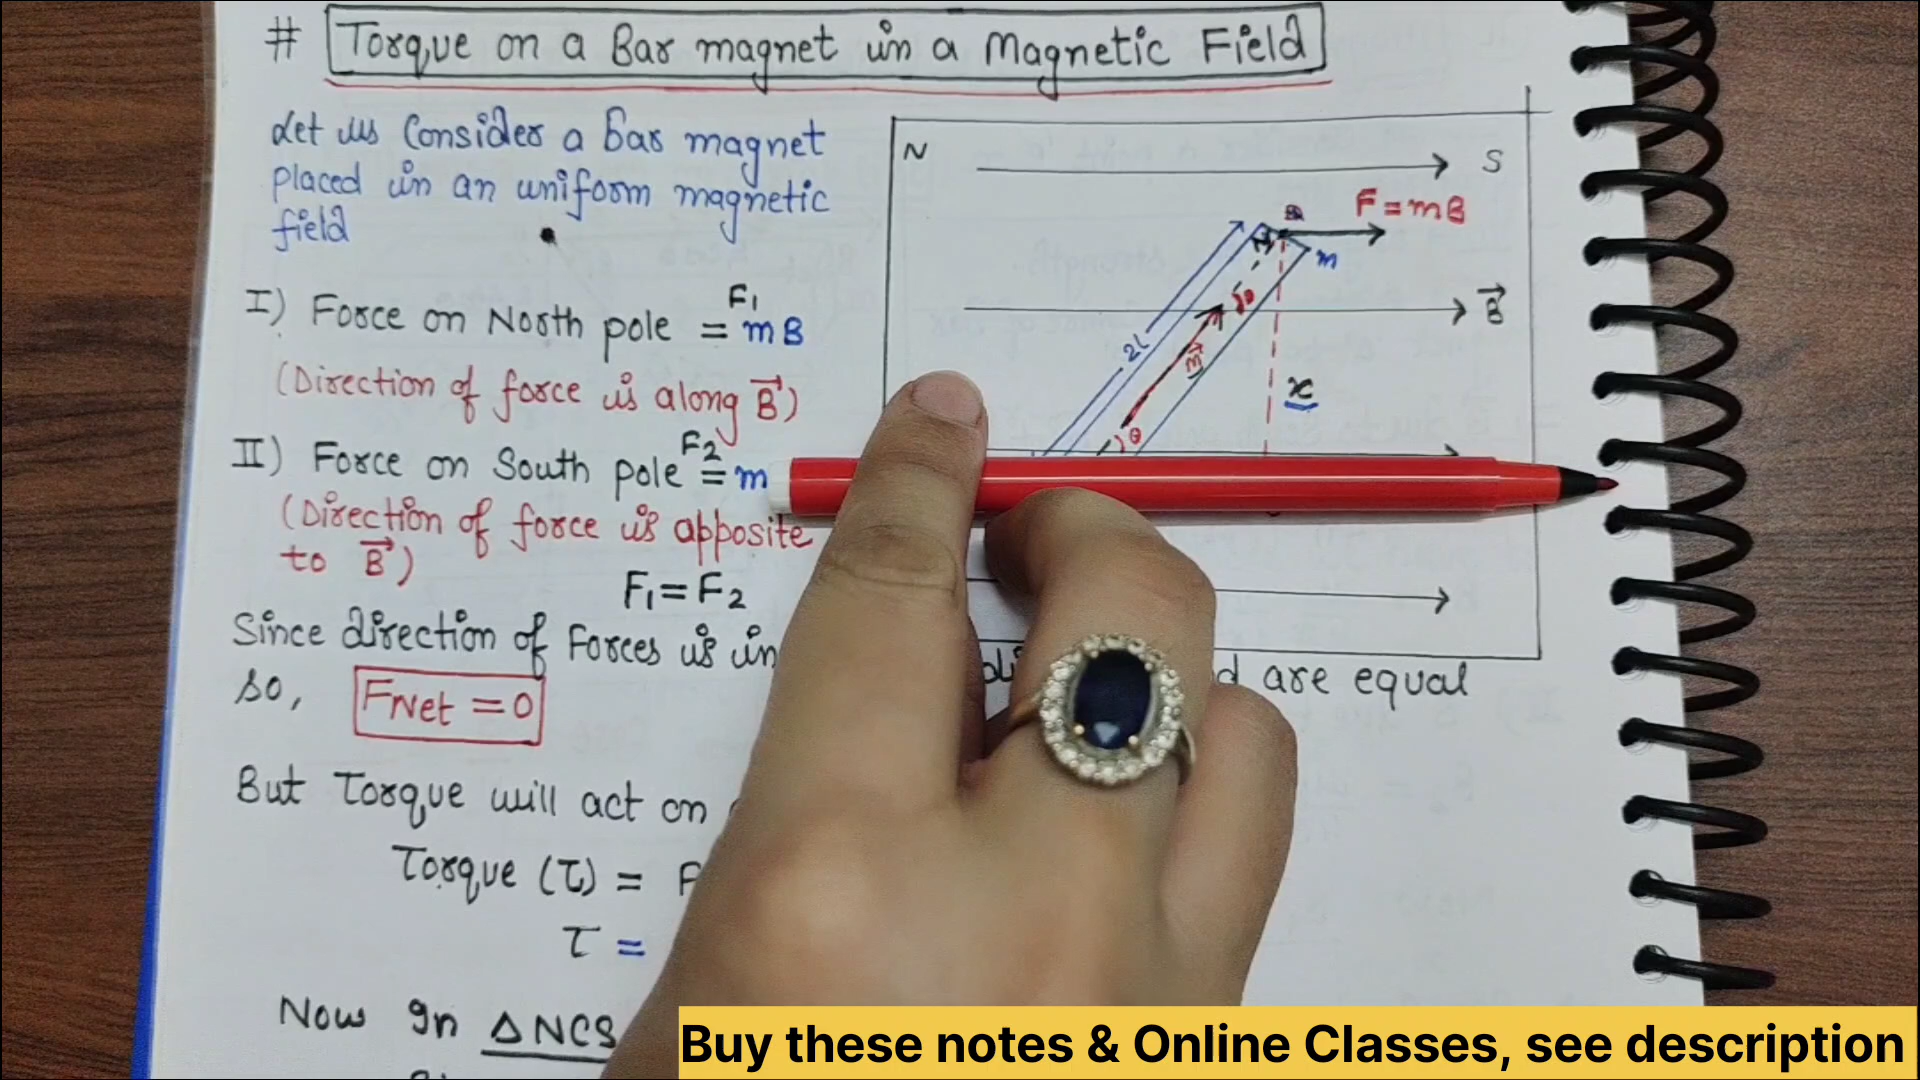 # Torque on a Bar magnet in a Magnetic Field
Let us Consider a bar magnet
placed in an uniform magnetic
field
I) Force on North pole = mB
F1
(Direction of force is along B⃗)
II) Force on South pole = m
F2
(Direction of force is apposite
to B⃗)
F1 = F2
Since direction of Forces is in
d are equal
so, FNet = 0
But Torque will act on
Torque (τ) = F
τ =
Now In ΔNCS
N
S
F = mB
m
B⃗
2l
m⃗
θ
x
Buy these notes & Online Classes, see description